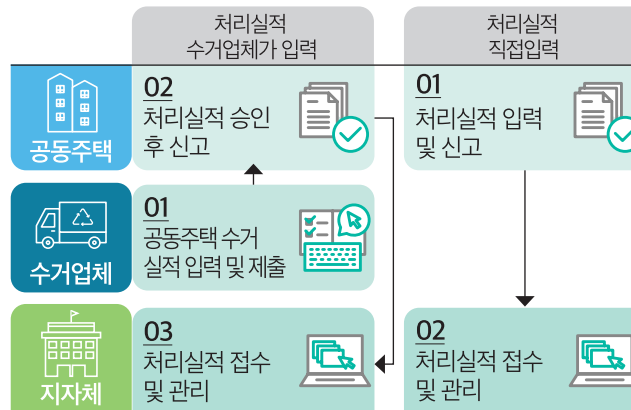 처리실적
수거업체가 입력
처리실적
직접입력
공동주택
02
처리실적 승인
후 신고
01
처리실적 입력
및 신고
수거업체
01
공동주택 수거
실적 입력 및 제출
지자체
03
처리실적 접수
및 관리
02
처리실적 접수
및 관리